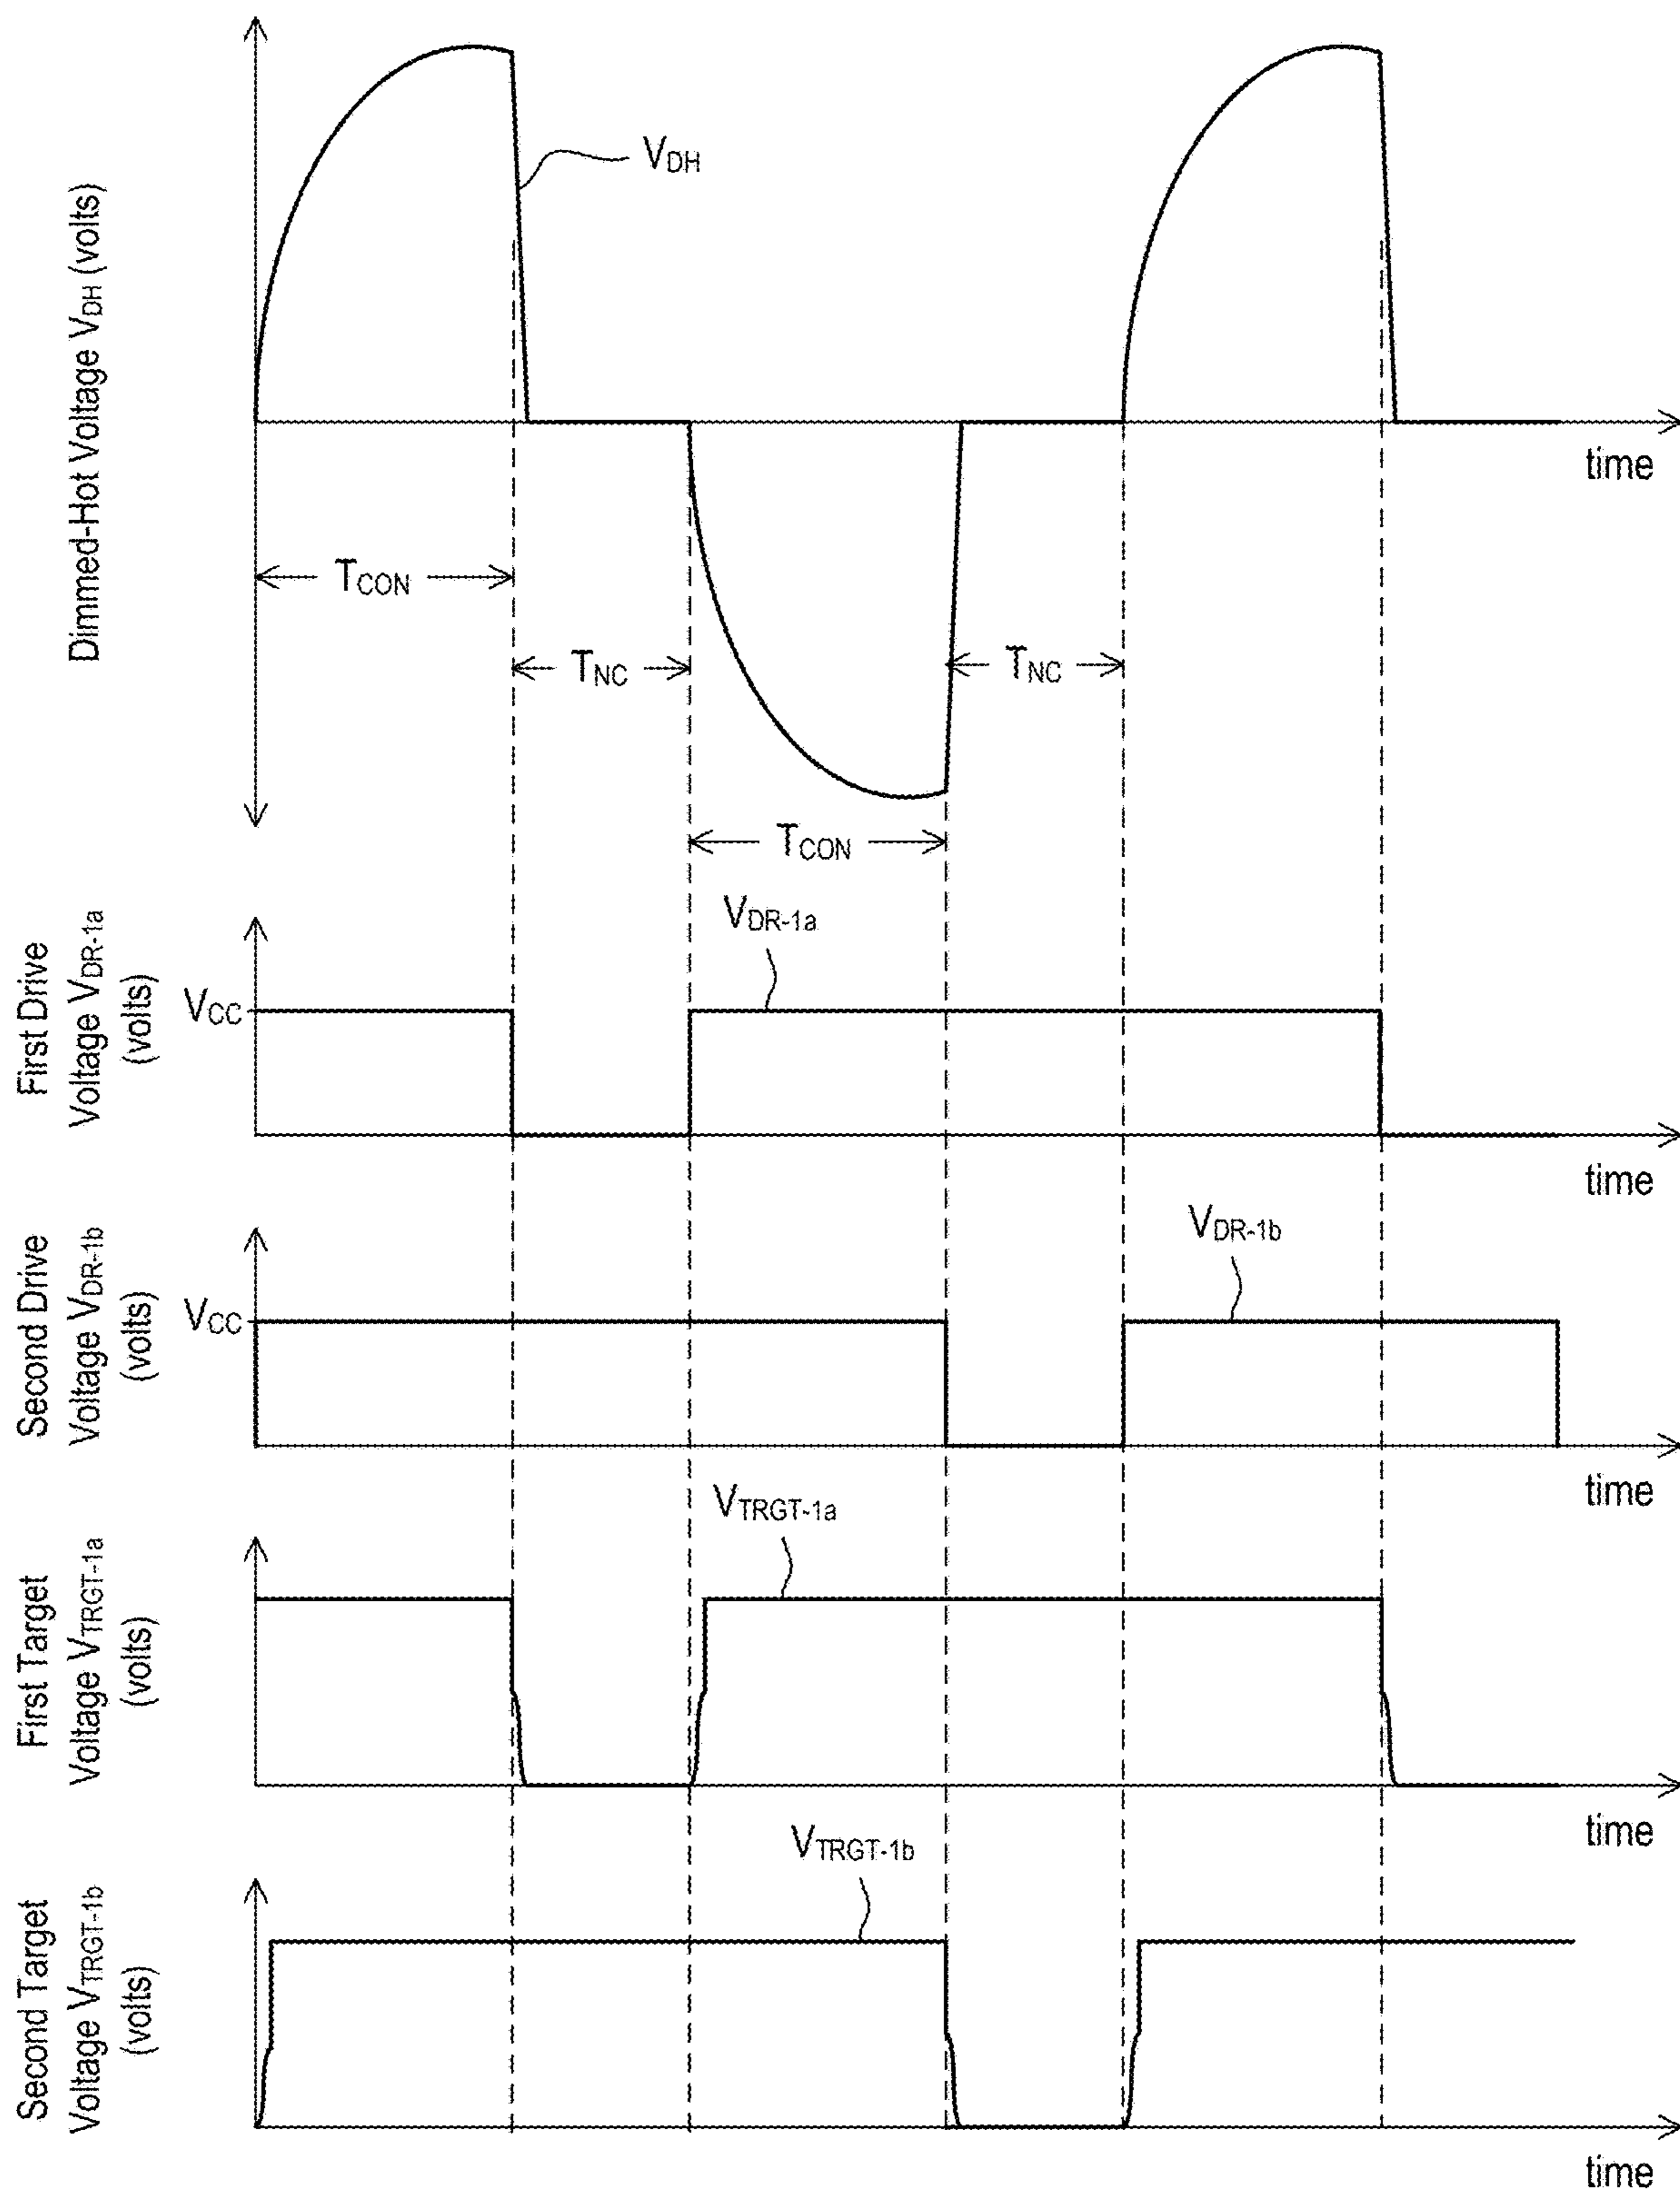 Dimmed-Hot Voltage VDH (volts)
VDH
time
TCON
TNC
TNC
TCON
First Drive
Voltage VDR-1a
(volts)
VCC
VDR-1a
time
Second Drive
Voltage VDR-1b
(volts)
VCC
VDR-1b
time
First Target
Voltage VTRGT-1a
(volts)
VTRGT-1a
time
Second Target
Voltage VTRGT-1b
(volts)
VTRGT-1b
time